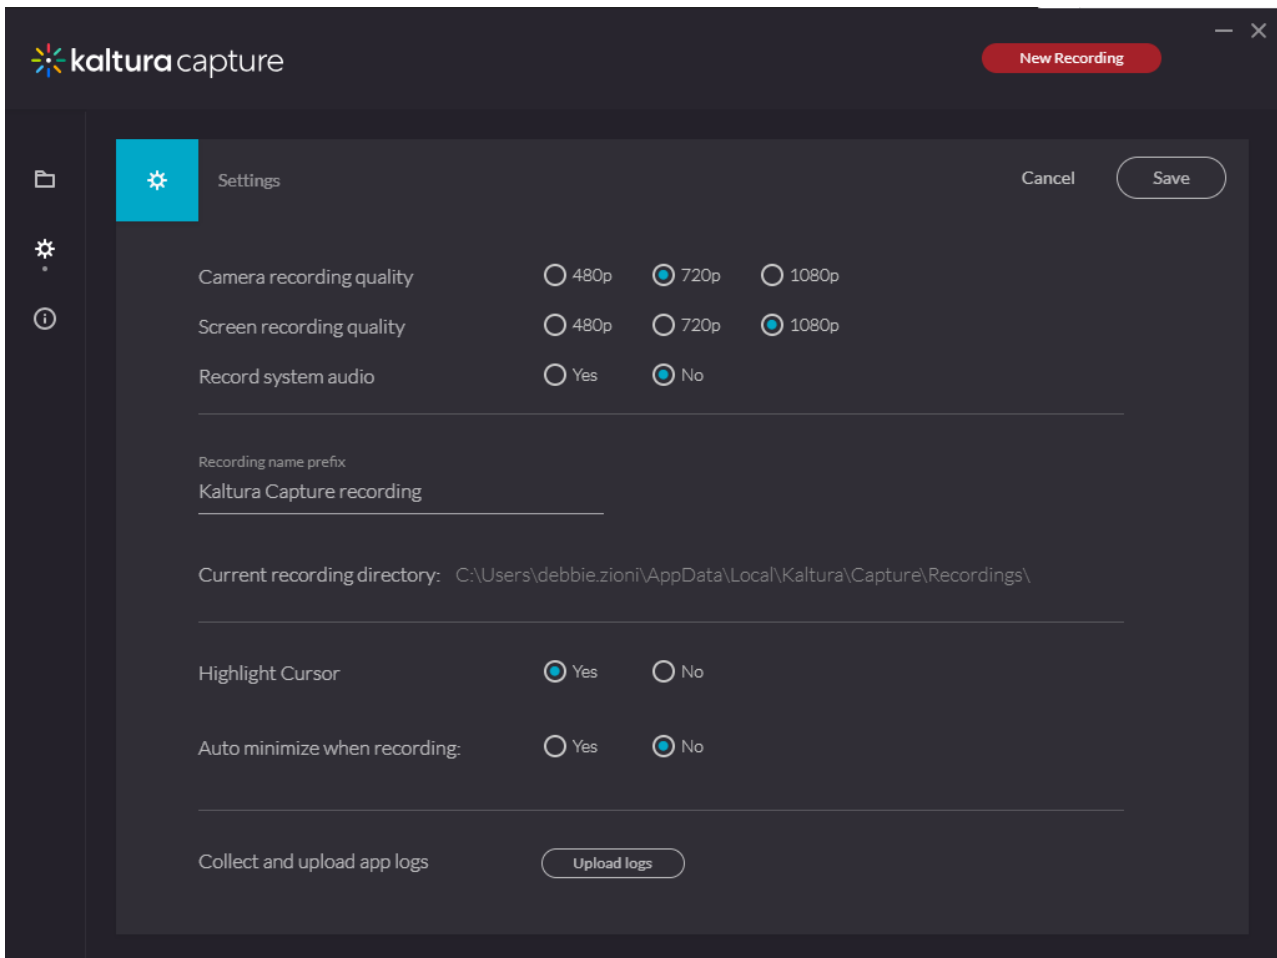 kaltura capture
New Recording
Settings
Cancel
Save
Camera recording quality
480p
720p
1080p
Screen recording quality
480p
720p
1080p
Record system audio
Yes
No
Recording name prefix
Kaltura Capture recording
Current recording directory: C:\Users\debbie.zioni\AppData\Local\Kaltura\Capture\Recordings\
Highlight Cursor
Yes
No
Auto minimize when recording:
Yes
No
Collect and upload app logs
Upload logs